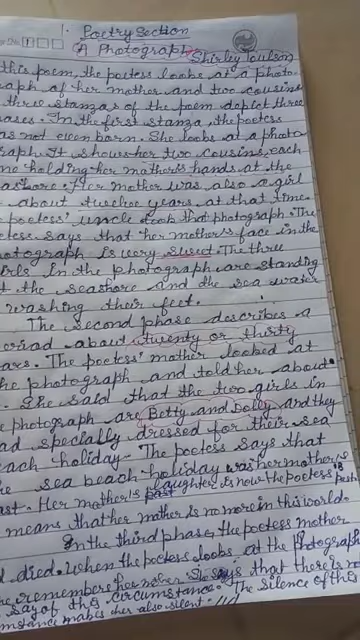 Poetry Section
A Photograph Shirley Toulson
this poem, the poetess looks at a photo-
aph of her mother and two cousins
three stanzas of the poem depict three
ases. In the first stanza, the poetess
as not even born. She looks at a photo
raph. It shows her two cousins, each
ne holding her mother's hands at the
ashore. Her mother was also a girl
about twelve years at that time.
poetess' uncle took that photograph. The
etess says that her mother's face in the
otograph is very sweet. The three
irls in the photograph are standing
t the seashore and the sea water
washing their feet.
The second phase describes a
eriod about twenty or thirty
ars. The poetess' mother looked at
he photograph and told her about
. She said that the two girls in
e photograph are Betty and Dolly and they
ad specially dressed for their sea
each holiday. The poetess says that
e sea beach holiday was her mother's
ast. Her mother's past laughter is now the poetess's past
means that her mother is no more in this world.
In the third phase, the poetess mother
d died. When the poetess looks at the photograph
he remembers her mother. She says that there is no
say of this circumstance. The silence of this
mstance makes her also silent.